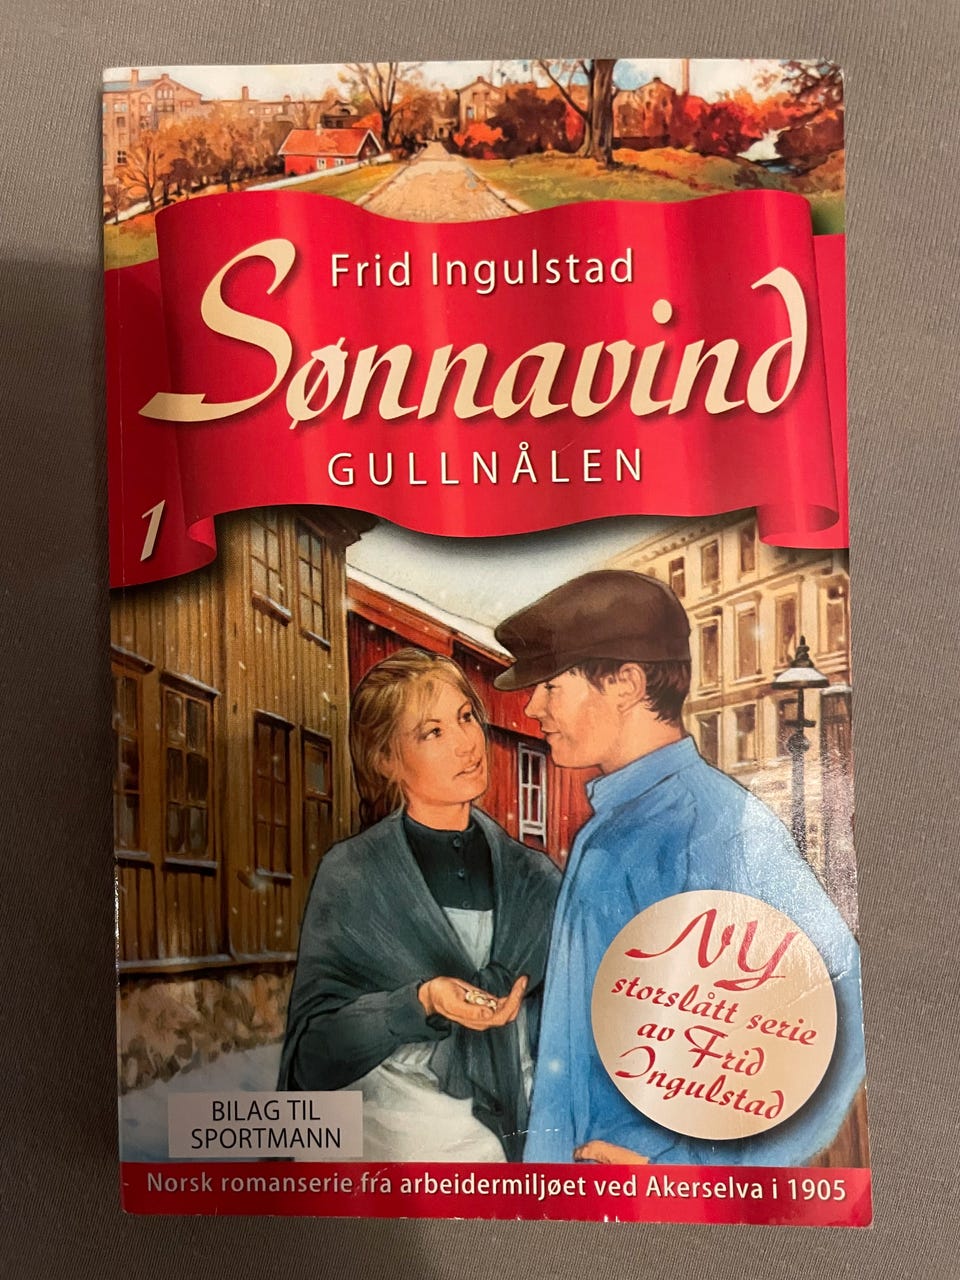 Frid Ingulstad
Sønnavind
GULLNÅLEN
1
NY
storslått serie
av Frid
Ingulstad
BILAG TIL
SPORTMANN
Norsk romanserie fra arbeidermiljøet ved Akerselva i 1905